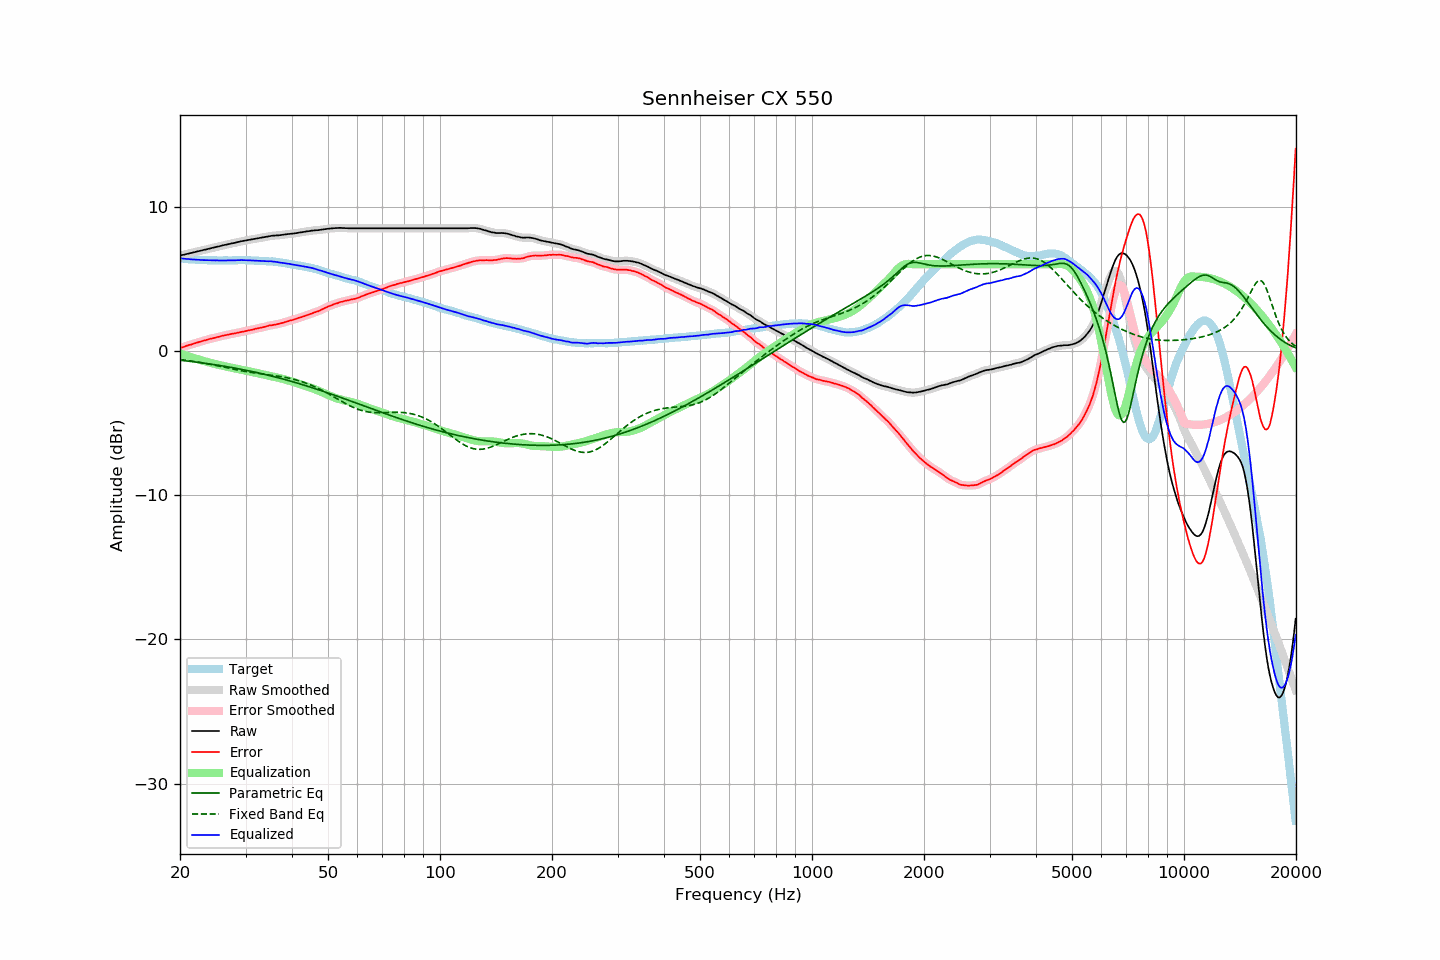 Sennheiser CX 550
Amplitude (dBr)
10
0
−10
−20
−30
Target
Raw Smoothed
Error Smoothed
Raw
Error
Equalization
Parametric Eq
Fixed Band Eq
Equalized
20 50 100 200 500 1000 2000 5000 10000 20000
Frequency (Hz)